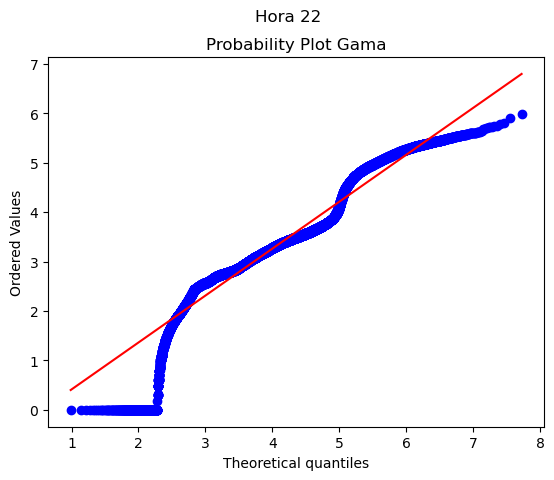 Hora 22
Probability Plot Gama
7
6
5
4
3
2
1
0
Ordered Values
1 2 3 4 5 6 7 8
Theoretical quantiles